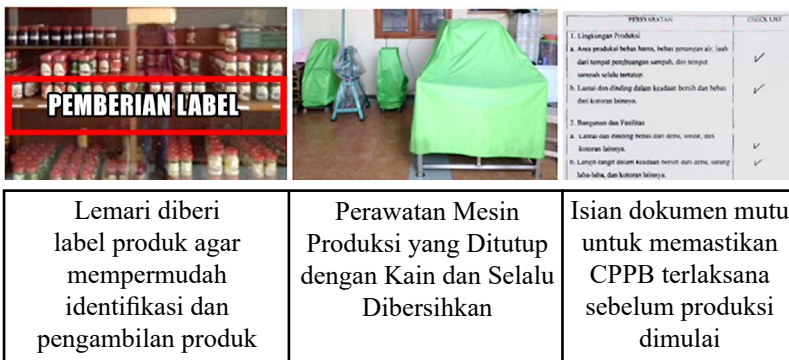 PEMBERIAN LABEL
PERSYARATAN CHECK LIST
1. Lingkungan Produksi
a. Area produksi bebas hama, bebas genangan air, jauh
dari tempat pembuangan sampah, dan tempat
sampah selalu tertutup
b. Lantai dan dinding dalam keadaan bersih dan bebas
dari kotoran lainnya.
2. Bangunan dan Fasilitas
a. Lantai dan dinding bebas dari debu, lendir, dan
kotoran lainnya.
b. Langit-langit dalam keadaan bersih dari debu, sarang
laba-laba, dan kotoran lainnya.
Lemari diberi
label produk agar
mempermudah
identifikasi dan
pengambilan produk
Perawatan Mesin
Produksi yang Ditutup
dengan Kain dan Selalu
Dibersihkan
Isian dokumen mutu
untuk memastikan
CPPB terlaksana
sebelum produksi
dimulai